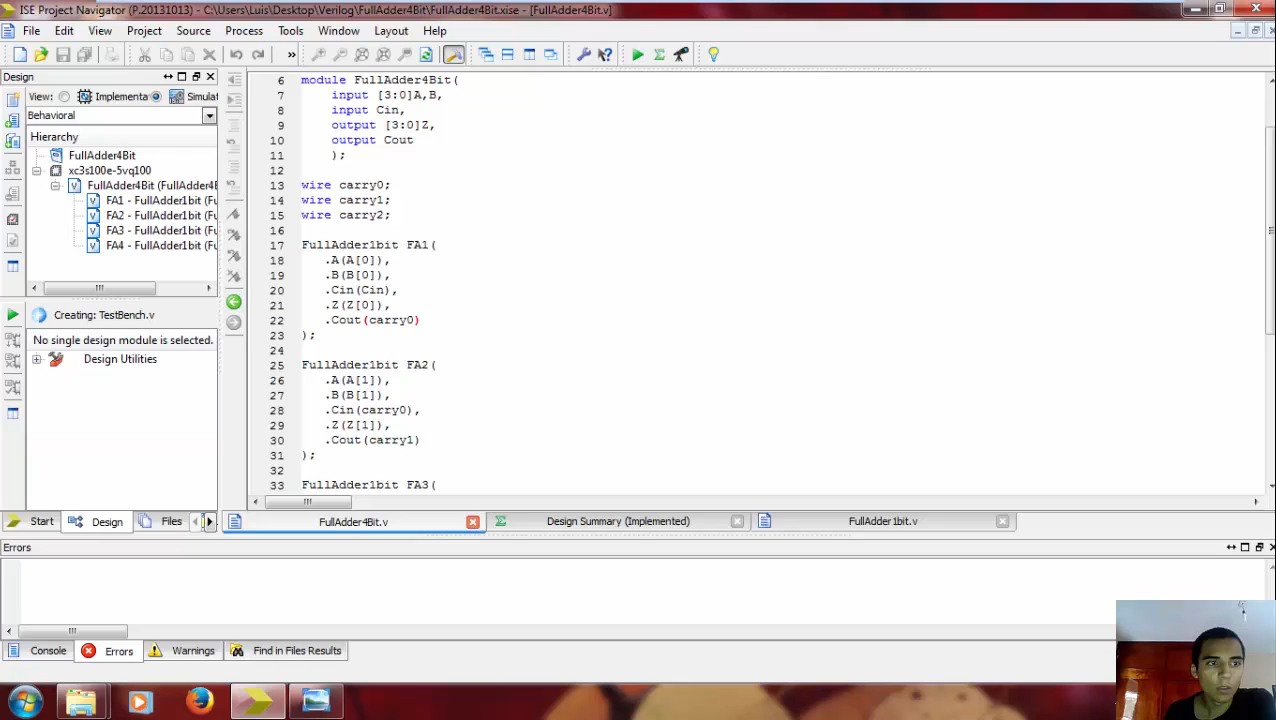 ISE Project Navigator (P.20131013) - C:\Users\Luis\Desktop\Verilog\FullAdder4Bit\FullAdder4Bit.xise - [FullAdder4Bit.v]
File Edit View Project Source Process Tools Window Layout Help
Design
View: Implementa Simulat
Behavioral
Hierarchy
FullAdder4Bit
xc3s100e-5vq100
FullAdder4Bit (FullAdder4B
FA1 - FullAdder1bit (Fu
FA2 - FullAdder1bit (Fu
FA3 - FullAdder1bit (Fu
FA4 - FullAdder1bit (Fu
Creating: TestBench.v
No single design module is selected.
Design Utilities
Start Design Files
6 module FullAdder4Bit(
7 input [3:0]A,B,
8 input Cin,
9 output [3:0]Z,
10 output Cout
11 );
12
13 wire carry0;
14 wire carry1;
15 wire carry2;
16
17 FullAdder1bit FA1(
18 .A(A[0]),
19 .B(B[0]),
20 .Cin(Cin),
21 .Z(Z[0]),
22 .Cout(carry0)
23 );
24
25 FullAdder1bit FA2(
26 .A(A[1]),
27 .B(B[1]),
28 .Cin(carry0),
29 .Z(Z[1]),
30 .Cout(carry1)
31 );
32
33 FullAdder1bit FA3(
FullAdder4Bit.v Design Summary (Implemented) FullAdder1bit.v
Errors
Console Errors Warnings Find in Files Results